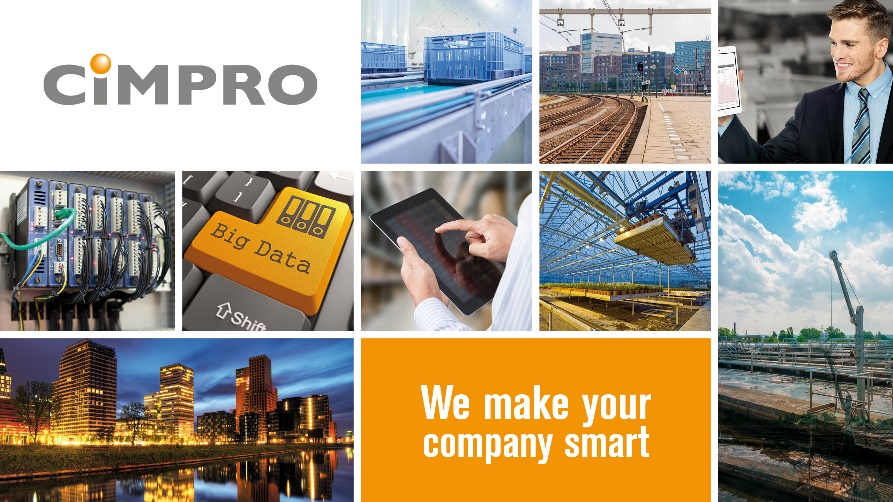 CiMPRO
Big Data
Shift
We make your
company smart